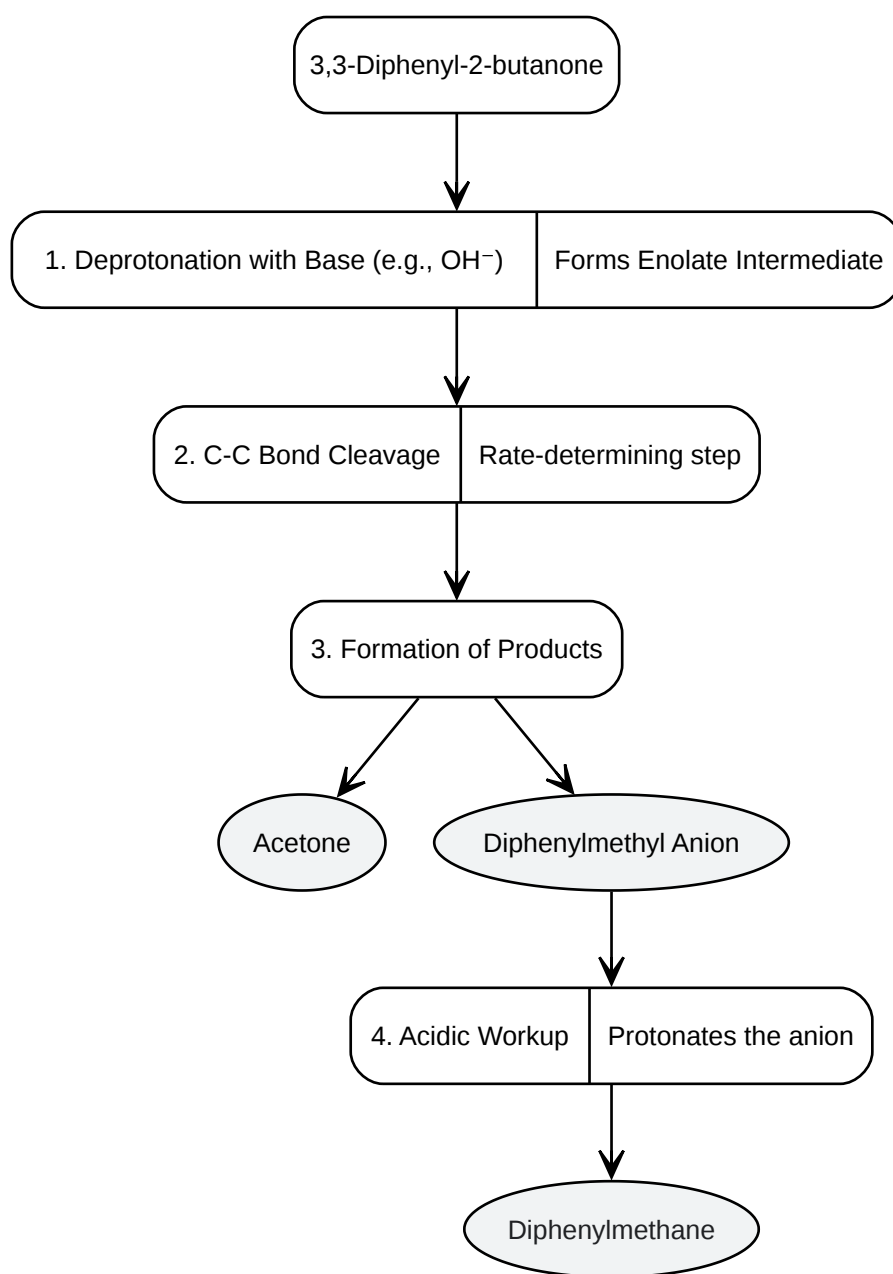 3,3-Diphenyl-2-butanone
1. Deprotonation with Base (e.g., OH⁻)
Forms Enolate Intermediate
2. C-C Bond Cleavage
Rate-determining step
3. Formation of Products
Acetone
Diphenylmethyl Anion
4. Acidic Workup
Protonates the anion
Diphenylmethane